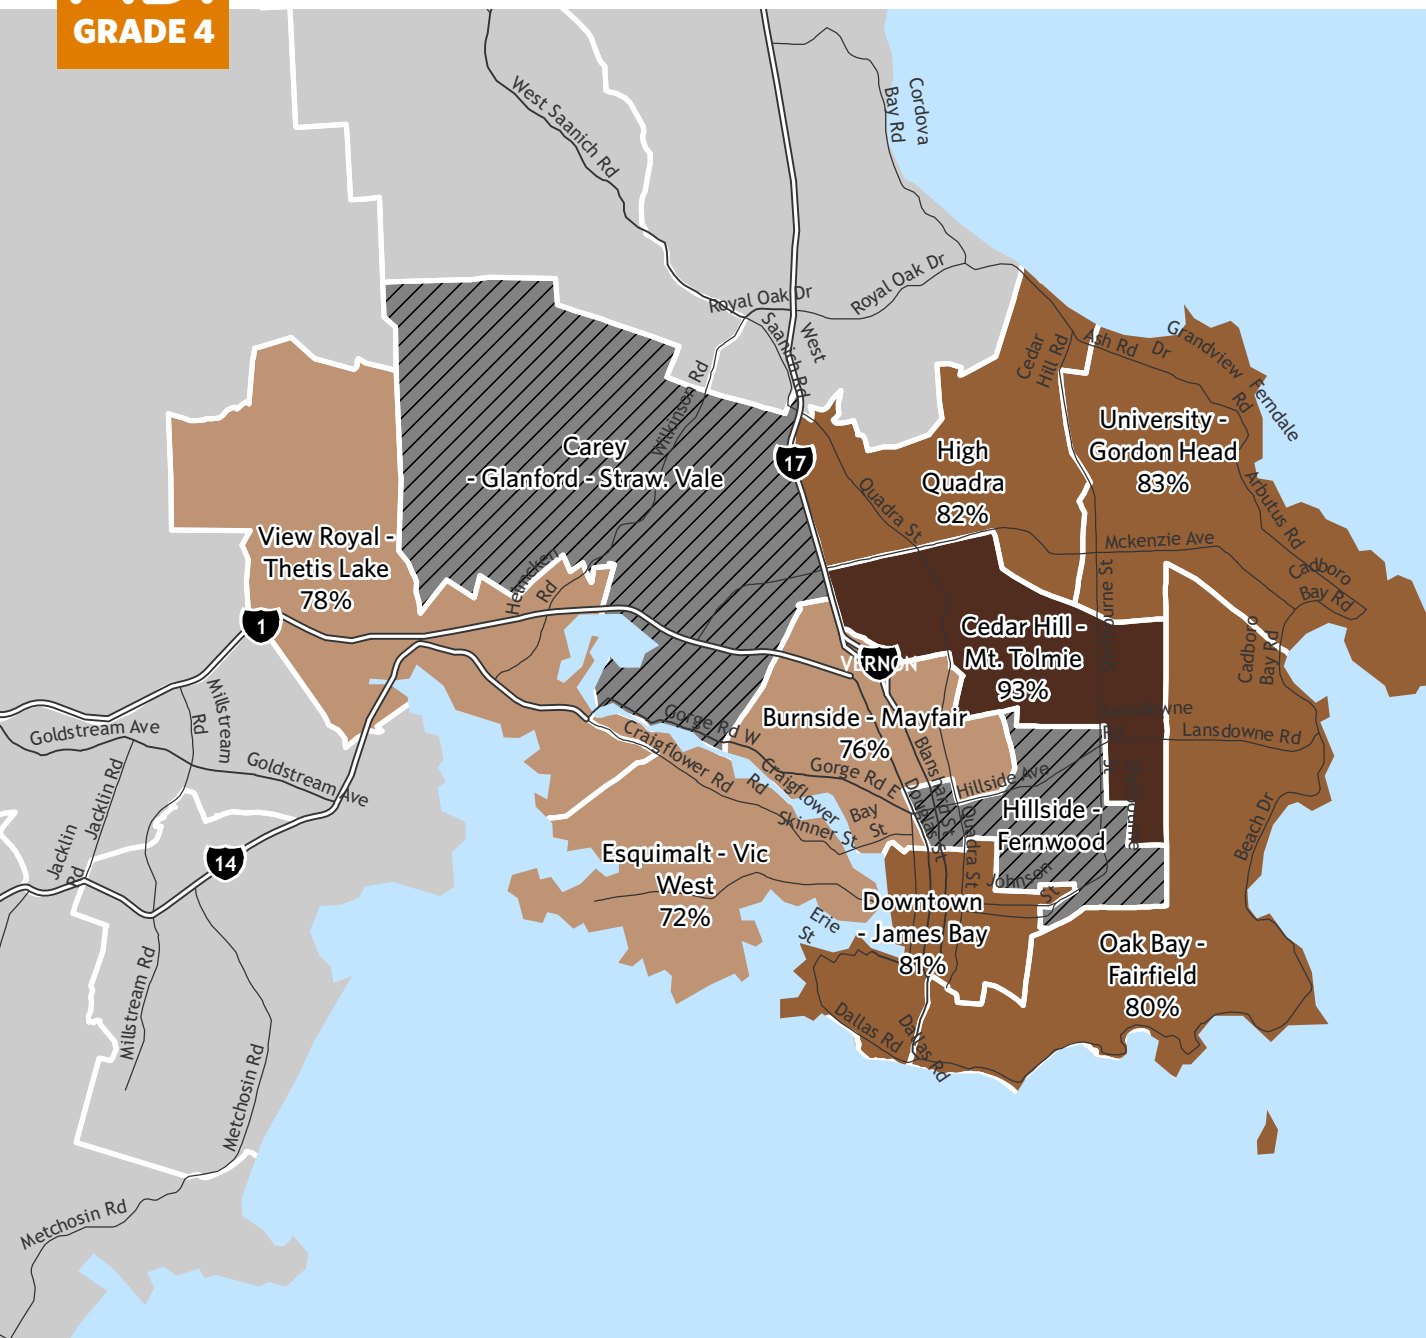 GRADE 4
West Saanich Rd
Cordova
Bay Rd
Royal Oak Dr
Royal Oak Dr
West
Saanich Rd
Wilkinson Rd
Cedar
Hill Rd
Ash Rd
Dr
Grandview
Rd
Ferndale
Carey
- Glanford - Straw. Vale
17
High
Quadra
82%
University -
Gordon Head
83%
Quadra St
Arbutus Rd
Mckenzie Ave
Cadboro
Bay Rd
View Royal -
Thetis Lake
78%
Helmcken
Rd
1
Cedar Hill -
Mt. Tolmie
93%
VERNON
Cadboro
Bay Rd
Millstream
Rd
Goldstream Ave
Goldstream Ave
Gorge Rd W
Burnside - Mayfair
76%
Lansdowne
Rd
Lansdowne Rd
Craigflower Rd
Craigflower
Rd
Gorge Rd E
Blanshard St
Douglas St
Hillside Ave
Jacklin Rd
Jacklin
Rd
Skinner St
Bay
St
Quadra St
Hillside -
Fernwood
Beach Dr
14
Esquimalt - Vic
West
72%
Johnson
St
Downtown
- James Bay
81%
Erie
St
Oak Bay -
Fairfield
80%
Millstream Rd
Dallas Rd
Dallas Rd
Metchosin Rd
Metchosin Rd